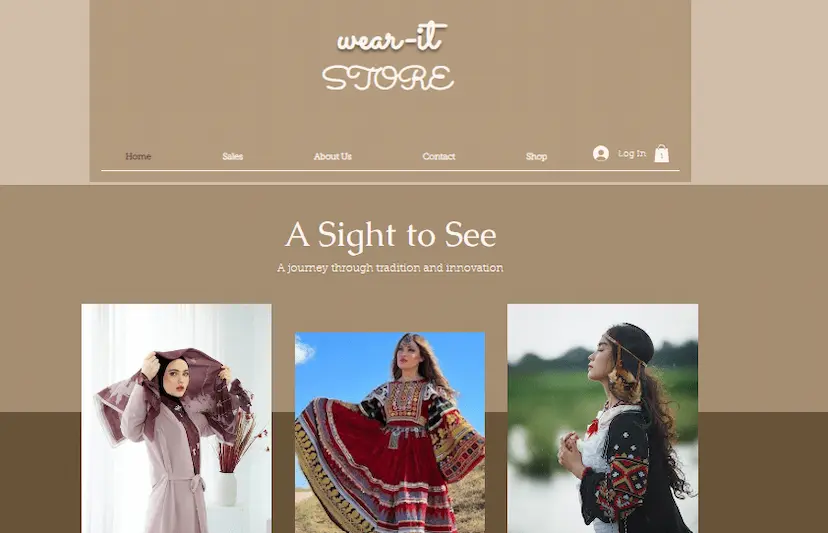 wear-it
STORE
Home Sales About Us Contact Shop Log In 1
A Sight to See
A journey through tradition and innovation